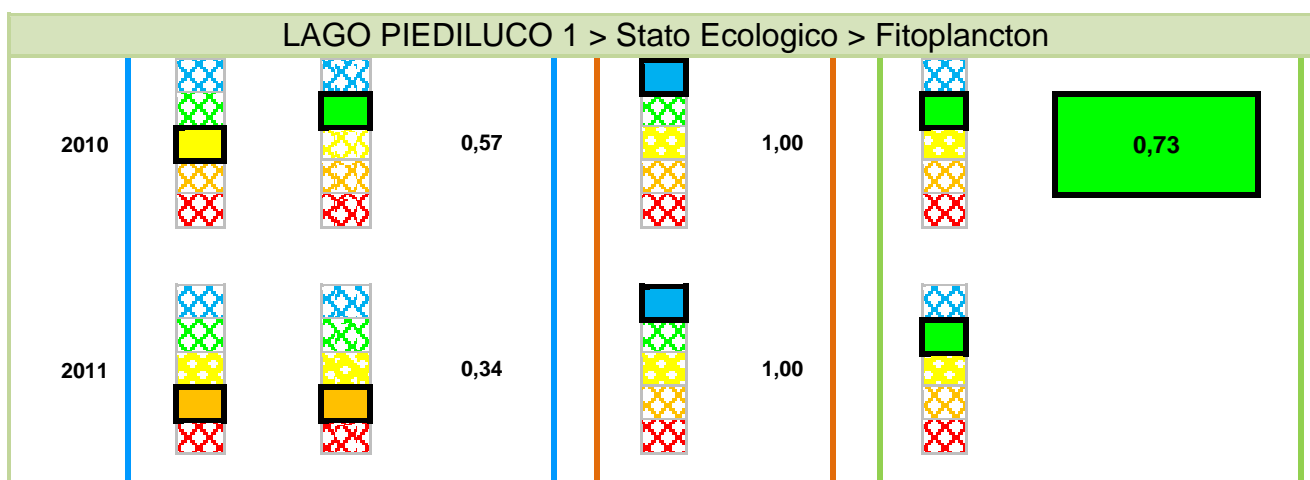 LAGO PIEDILUCO 1 > Stato Ecologico > Fitoplancton
2010 0,57 1,00 0,73
2011 0,34 1,00